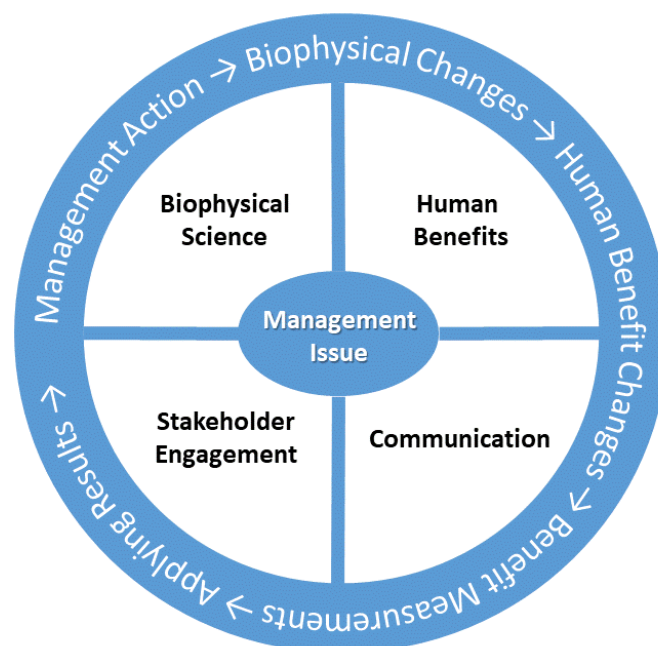 Management Action → Biophysical Changes → Human Benefit Changes → Benefit Measurements → Applying Results →
Biophysical
Science
Human
Benefits
Management
Issue
Stakeholder
Engagement
Communication